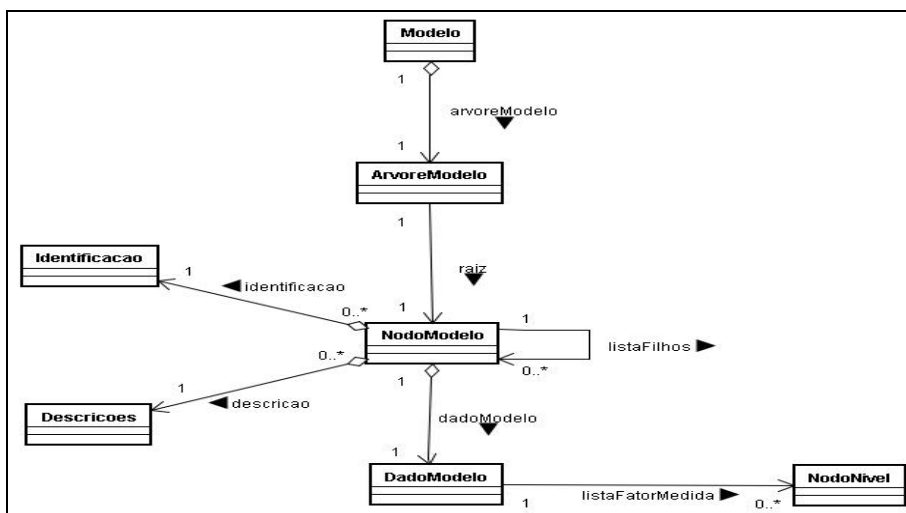 Modelo
1
arvoreModelo
1
ArvoreModelo
1
Identificacao
1
identificacao
raiz
0..*
1
NodoModelo
1
listaFilhos
0..*
0..*
1
descricao
1
Descricoes
dadoModelo
1
DadoModelo
1
listaFatorMedida
0..*
NodoNivel